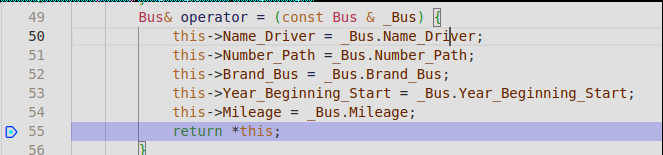 49 Bus& operator = (const Bus & _Bus) {
50 this->Name_Driver = _Bus.Name_Driver;
51 this->Number_Path =_Bus.Number_Path;
52 this->Brand_Bus = _Bus.Brand_Bus;
53 this->Year_Beginning_Start = _Bus.Year_Beginning_Start;
54 this->Mileage = _Bus.Mileage;
55 return *this;
56 }